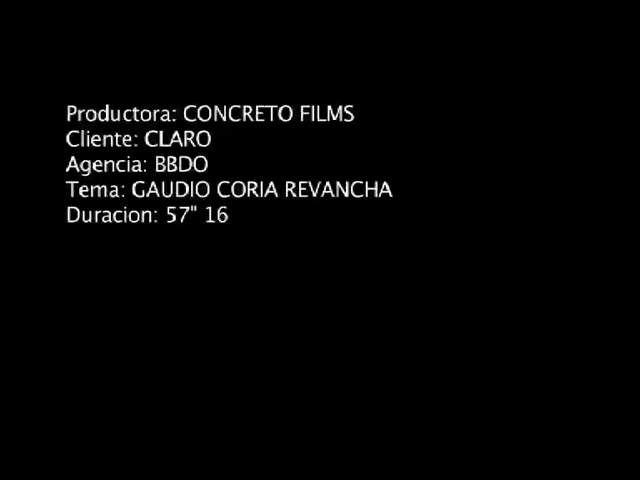 Productora: CONCRETO FILMS
Cliente: CLARO
Agencia: BBDO
Tema: GAUDIO CORIA REVANCHA
Duracion: 57" 16